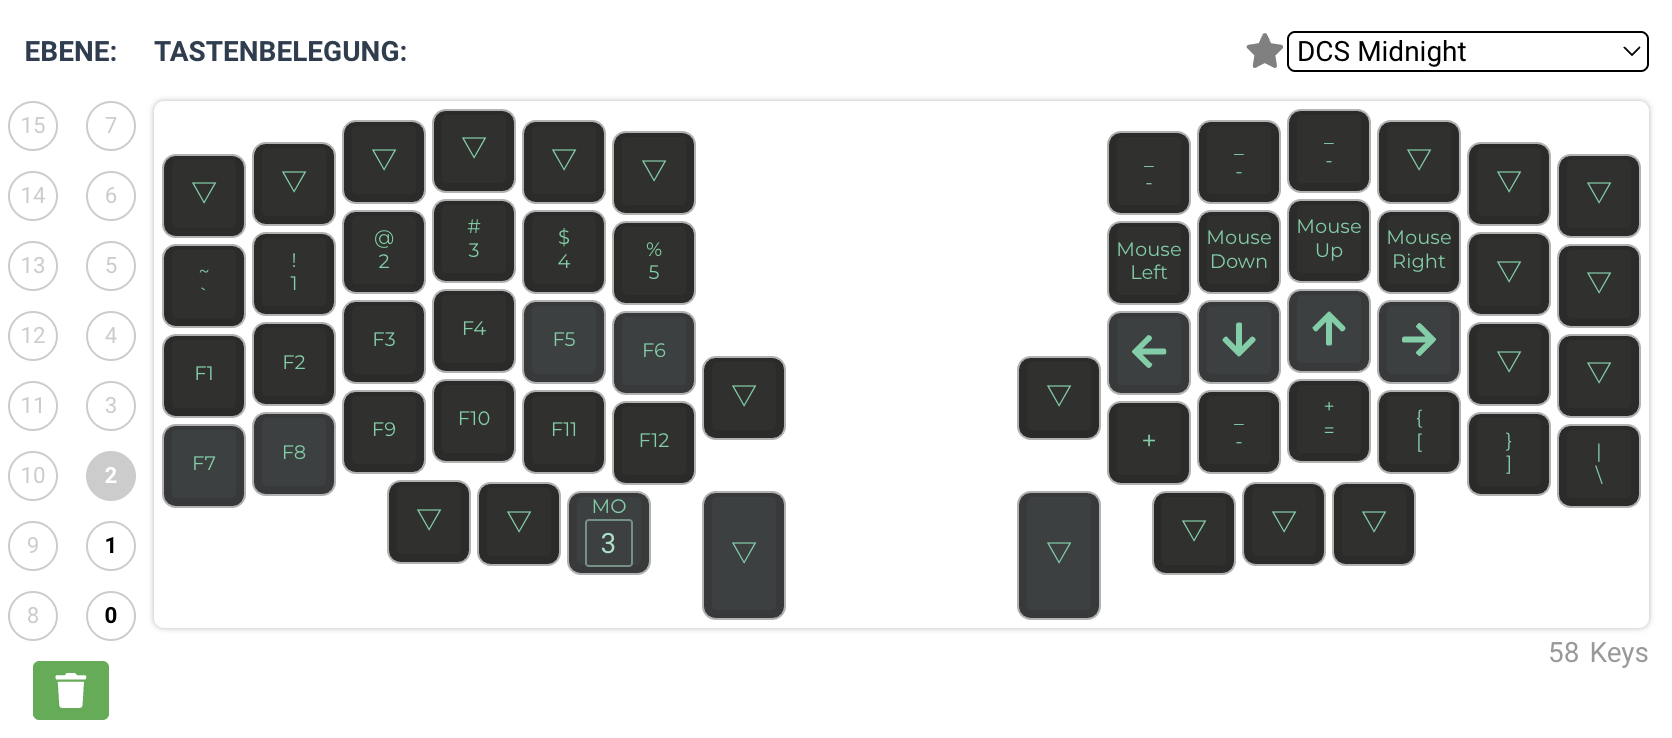 EBENE: TASTENBELEGUNG: DCS Midnight
15 7
14 6
13 5
12 4
11 3
10 2
9 1
8 0
_ _ _
- - -
~ ! @ # $ %
` 1 2 3 4 5
Mouse Mouse Mouse Mouse
Left Down Up Right
F1 F2 F3 F4 F5 F6
F7 F8 F9 F10 F11 F12
+ _ + { } |
- = [ ] \
MO
3
58 Keys